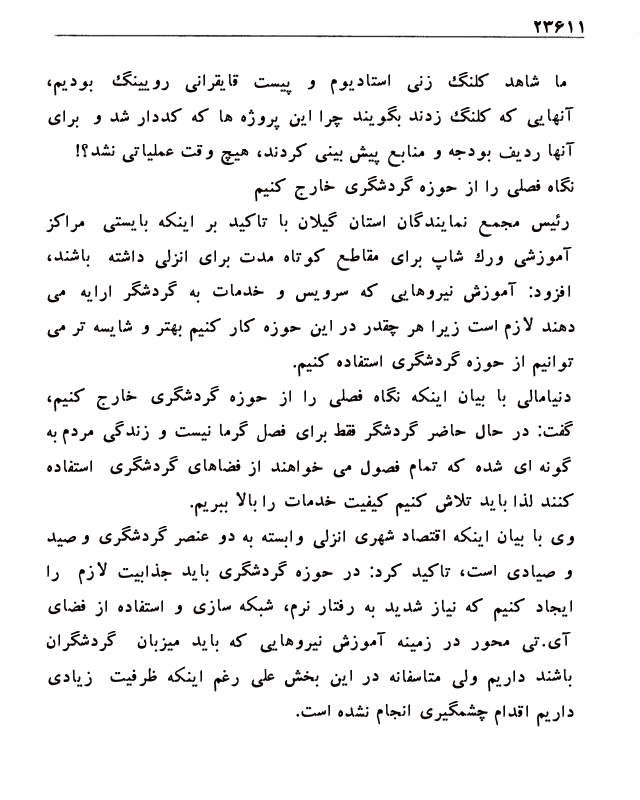 ۲۳۶۱۱
ما شاهد کلنگ زنی استادیوم و پیست قایقرانی رویینگ بودیم،
آنهایی که کلنگ زدند بگویند چرا این پروژه ها که کددار شد و برای
آنها ردیف بودجه و منابع پیش بینی کردند، هیچ وقت عملیاتی نشد؟!
نگاه فصلی را از حوزه گردشگری خارج کنیم
رئیس مجمع نمایندگان استان گیلان با تاکید بر اینکه بایستی مراکز
آموزشی ورک شاپ برای مقاطع کوتاه مدت برای انزلی داشته باشند،
افزود: آموزش نیروهایی که سرویس و خدمات به گردشگر ارایه می
دهند لازم است زیرا هر چقدر در این حوزه کار کنیم بهتر و شایسه تر می
توانیم از حوزه گردشگری استفاده کنیم.
دنیامالی با بیان اینکه نگاه فصلی را از حوزه گردشگری خارج کنیم،
گفت: در حال حاضر گردشگر فقط برای فصل گرما نیست و زندگی مردم به
گونه ای شده که تمام فصول می خواهند از فضاهای گردشگری استفاده
کنند لذا باید تلاش کنیم کیفیت خدمات را بالا ببریم.
وی با بیان اینکه اقتصاد شهری انزلی وابسته به دو عنصر گردشگری و صید
و صیادی است، تاکید کرد: در حوزه گردشگری باید جذابیت لازم را
ایجاد کنیم که نیاز شدید به رفتار نرم، شبکه سازی و استفاده از فضای
آی.تی محور در زمینه آموزش نیروهایی که باید میزبان گردشگران
باشند داریم ولی متاسفانه در این بخش علی رغم اینکه ظرفیت زیادی
داریم اقدام چشمگیری انجام نشده است.